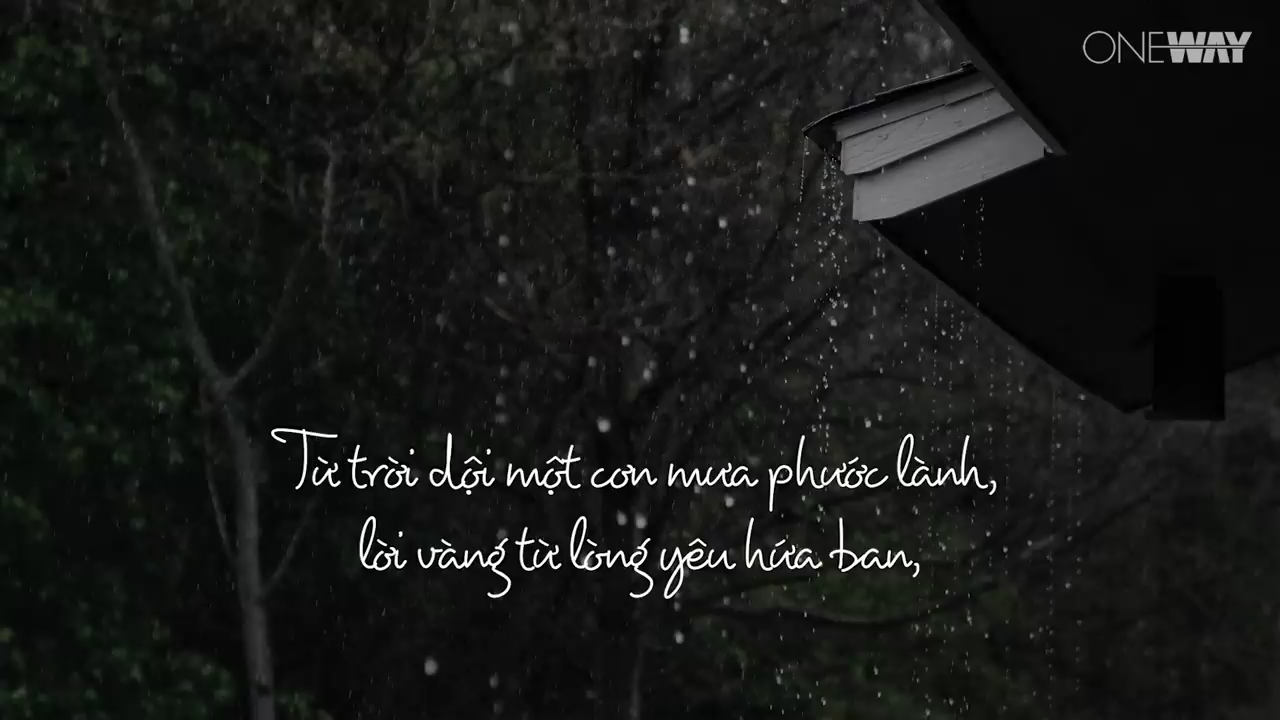 ONEWAY
Từ trời dội một cơn mưa phước lành,
lời vàng từ lòng yêu hứa ban,